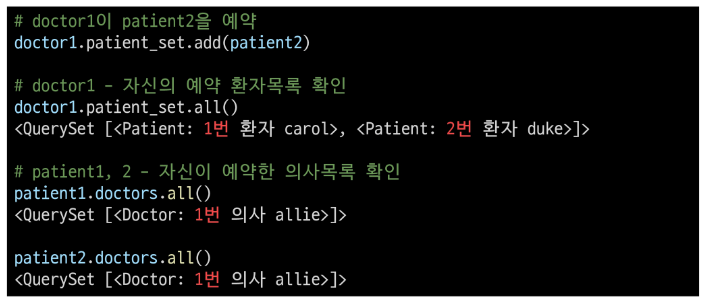 # doctor1이 patient2을 예약
doctor1.patient_set.add(patient2)
# doctor1 - 자신의 예약 환자목록 확인
doctor1.patient_set.all()
<QuerySet [<Patient: 1번 환자 carol>, <Patient: 2번 환자 duke>]>
# patient1, 2 - 자신이 예약한 의사목록 확인
patient1.doctors.all()
<QuerySet [<Doctor: 1번 의사 allie>]>
patient2.doctors.all()
<QuerySet [<Doctor: 1번 의사 allie>]>